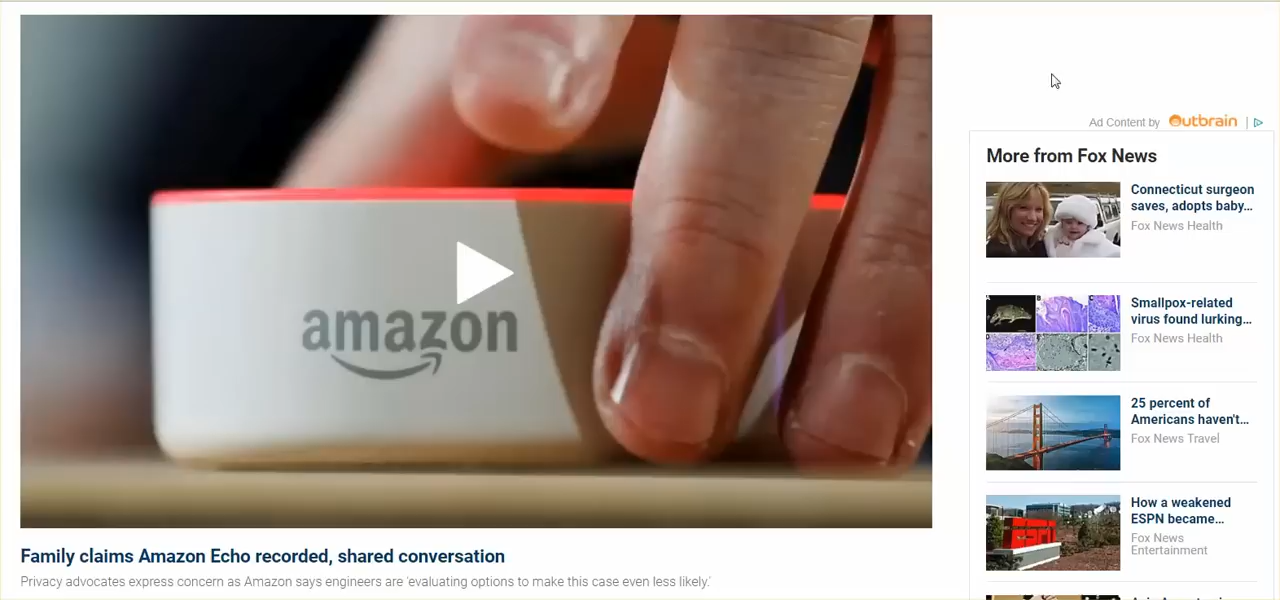 amazon
Family claims Amazon Echo recorded, shared conversation
Privacy advocates express concern as Amazon says engineers are 'evaluating options to make this case even less likely.'
Ad Content by Outbrain |
More from Fox News
Connecticut surgeon
saves, adopts baby…
Fox News Health
Smallpox-related
virus found lurking…
Fox News Health
25 percent of
Americans haven't…
Fox News Travel
How a weakened
ESPN became…
Fox News
Entertainment